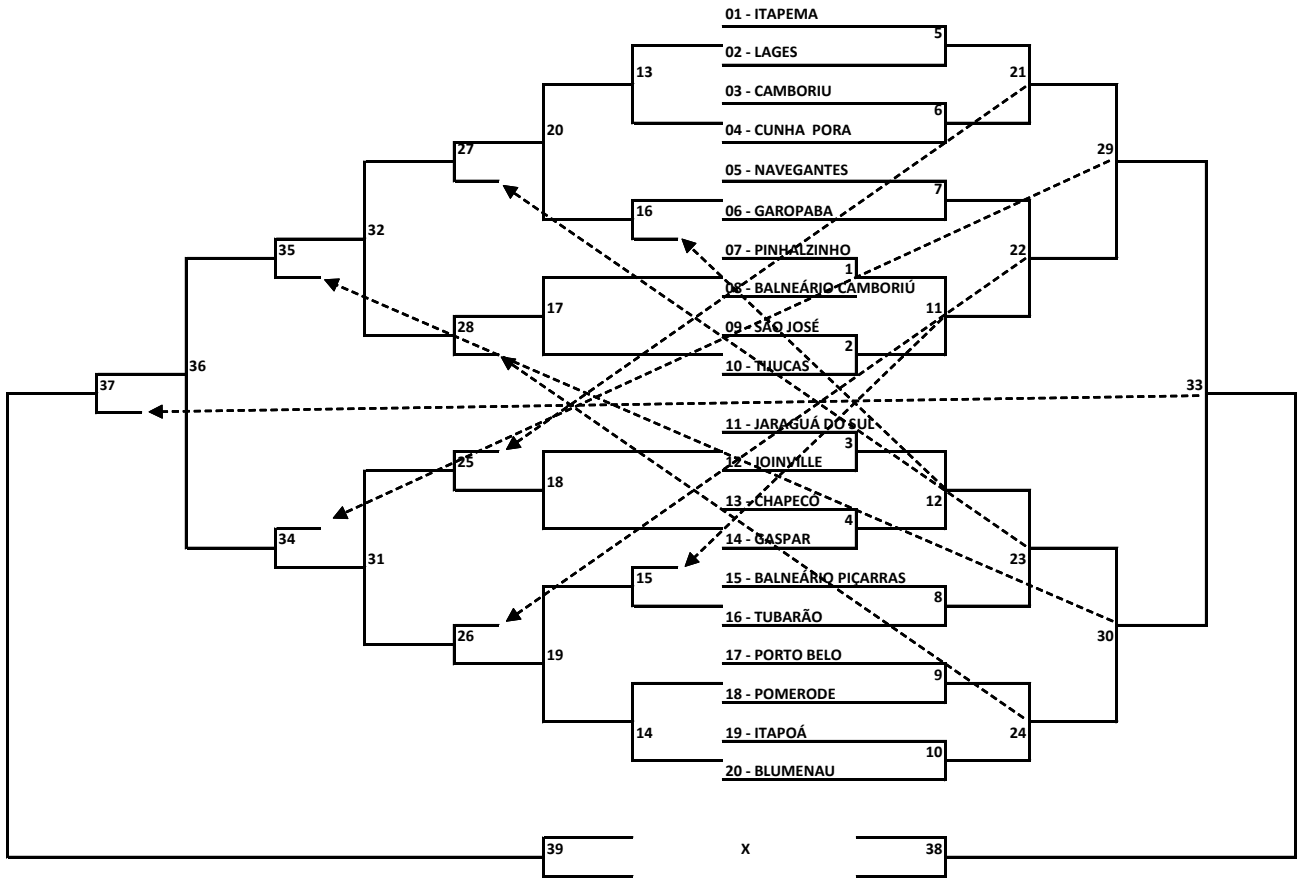 01 - ITAPEMA
5
02 - LAGES
13
21
03 - CAMBORIU
6
20
04 - CUNHA PORA
27
29
05 - NAVEGANTES
7
16
06 - GAROPABA
32
35
07 - PINHALZINHO
22
1
08 - BALNEÁRIO CAMBORIÚ
17
11
28
09 - SÃO JOSÉ
2
36
10 - TIJUCAS
37
33
11 - JARAGUÁ DO SUL
3
25
12 - JOINVILLE
18
13 - CHAPECÓ
12
4
34
14 - GASPAR
31
23
15
15 - BALNEÁRIO PIÇARRAS
8
16 - TUBARÃO
26
30
19
17 - PORTO BELO
9
18 - POMERODE
14
19 - ITAPOÁ
24
10
20 - BLUMENAU
39
X
38